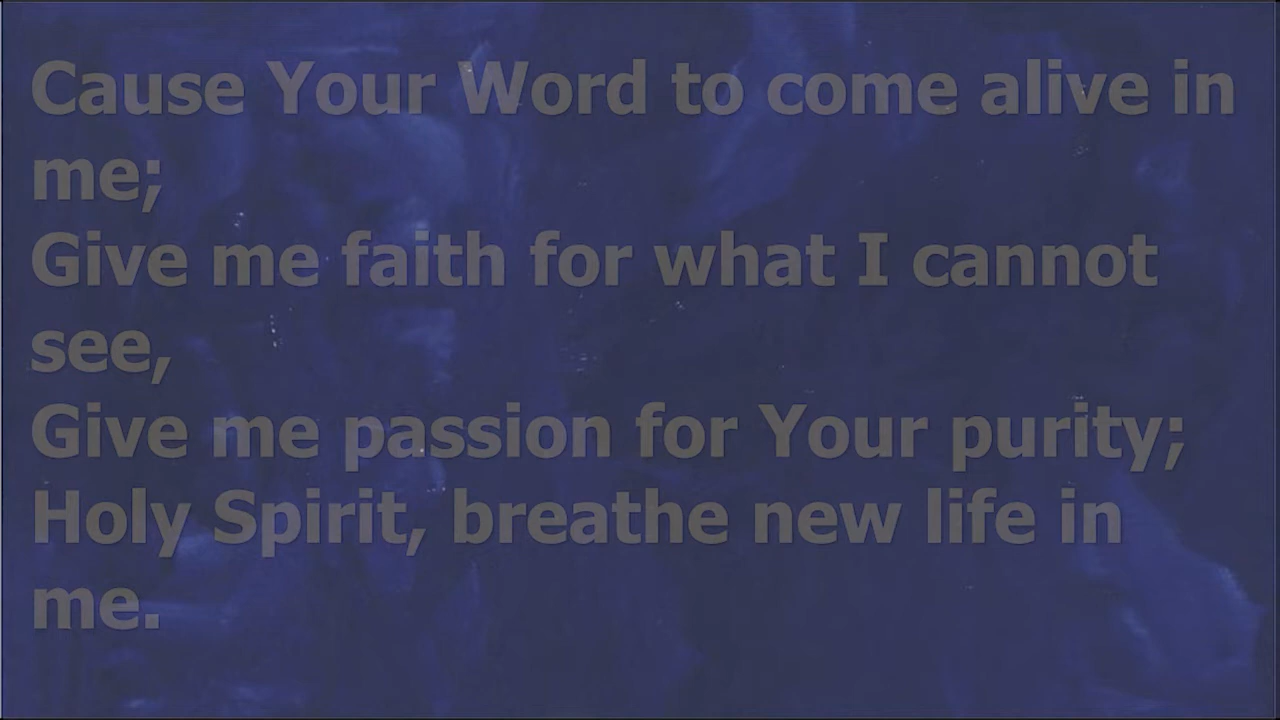 Cause Your Word to come alive in
me;
Give me faith for what I cannot
see,
Give me passion for Your purity;
Holy Spirit, breathe new life in
me.